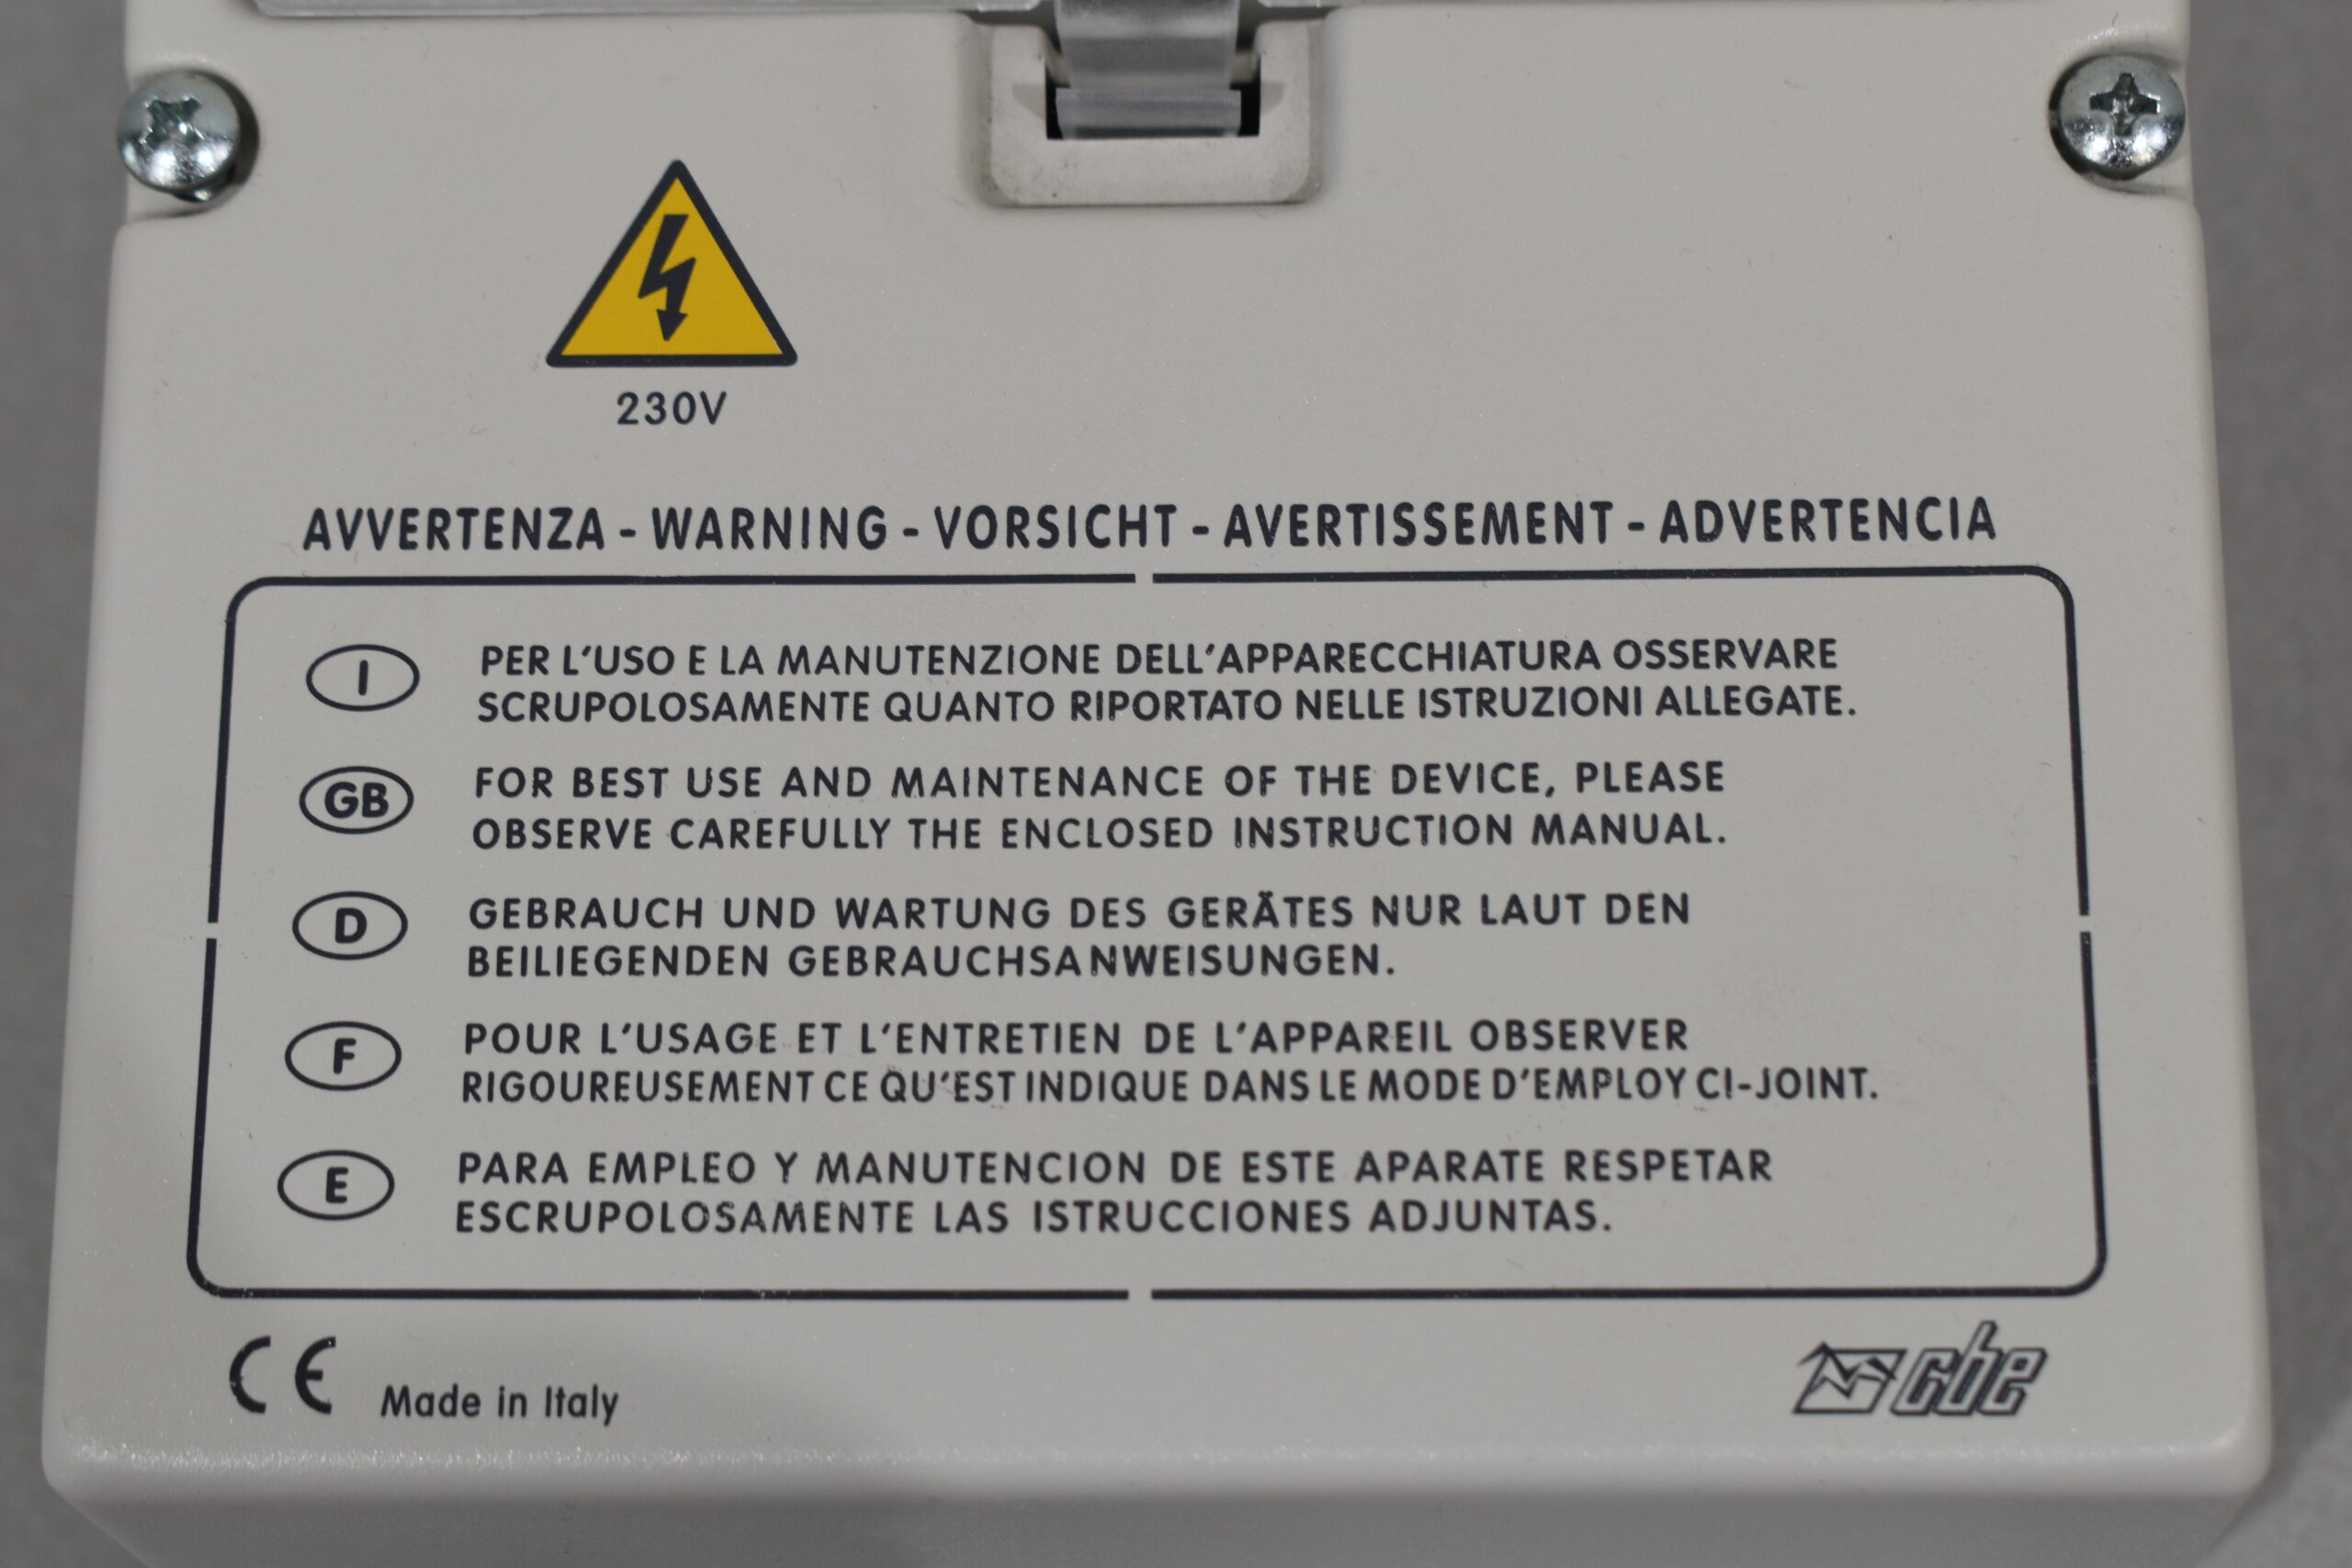 230V
AVVERTENZA - WARNING - VORSICHT - AVERTISSEMENT - ADVERTENCIA
I PER L'USO E LA MANUTENZIONE DELL'APPARECCHIATURA OSSERVARE
SCRUPOLOSAMENTE QUANTO RIPORTATO NELLE ISTRUZIONI ALLEGATE.
GB FOR BEST USE AND MAINTENANCE OF THE DEVICE, PLEASE
OBSERVE CAREFULLY THE ENCLOSED INSTRUCTION MANUAL.
D GEBRAUCH UND WARTUNG DES GERÄTES NUR LAUT DEN
BEILIEGENDEN GEBRAUCHSANWEISUNGEN.
F POUR L'USAGE ET L'ENTRETIEN DE L'APPAREIL OBSERVER
RIGOUREUSEMENT CE QU'EST INDIQUE DANS LE MODE D'EMPLOY CI-JOINT.
E PARA EMPLEO Y MANUTENCION DE ESTE APARATE RESPETAR
ESCRUPOLOSAMENTE LAS ISTRUCCIONES ADJUNTAS.
CE Made in Italy cbe